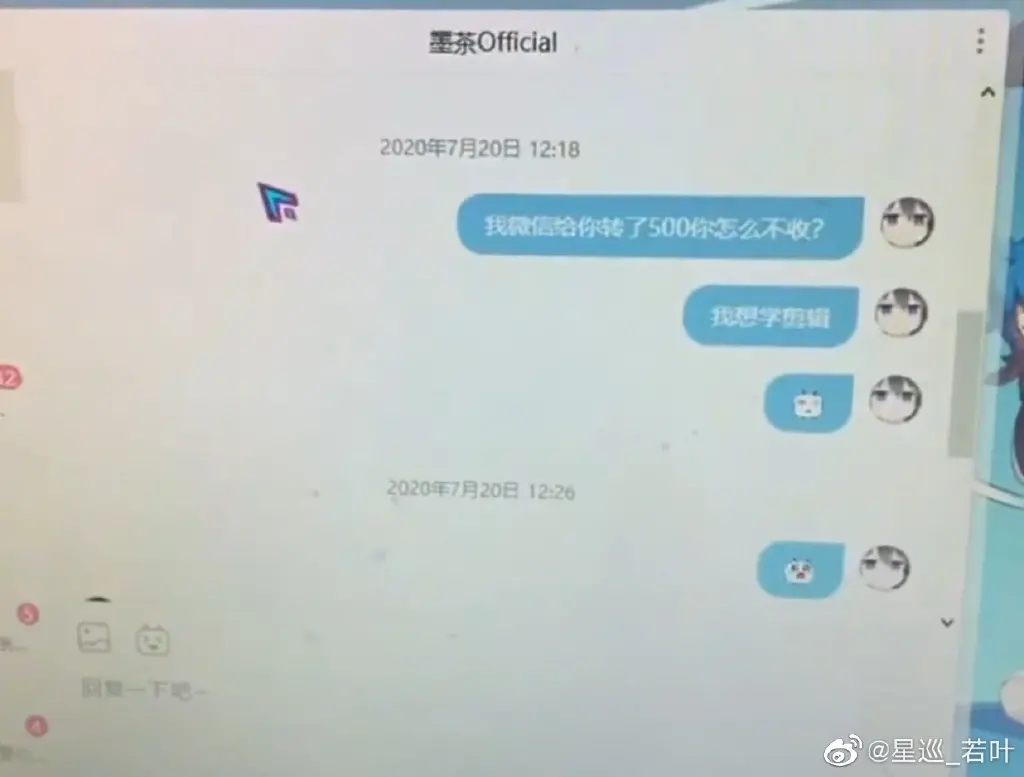 墨茶Official
2020年7月20日 12:18
我微信给你转了500你怎么不收?
我想学剪辑
12
2020年7月20日 12:26
5
回复一下吧~
4
@星巡_若叶